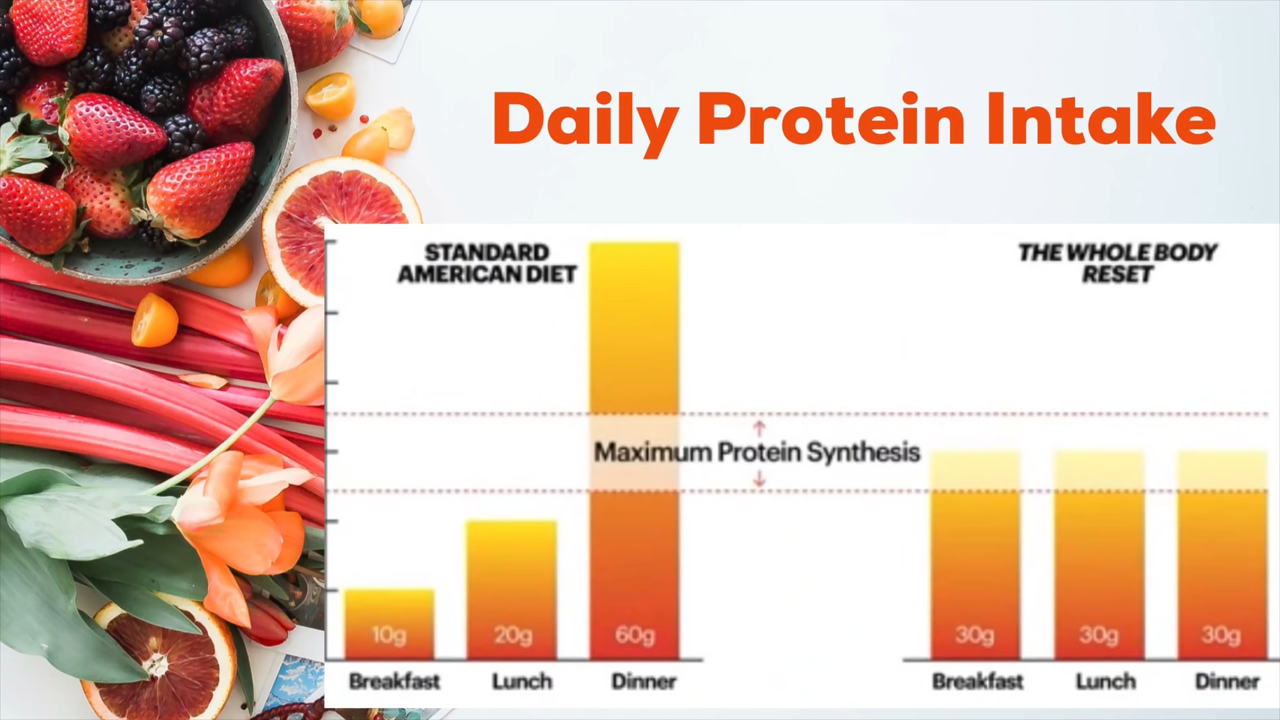 Daily Protein Intake
STANDARD
AMERICAN DIET
THE WHOLE BODY
RESET
Maximum Protein Synthesis
10g
20g
60g
30g
30g
30g
Breakfast
Lunch
Dinner
Breakfast
Lunch
Dinner